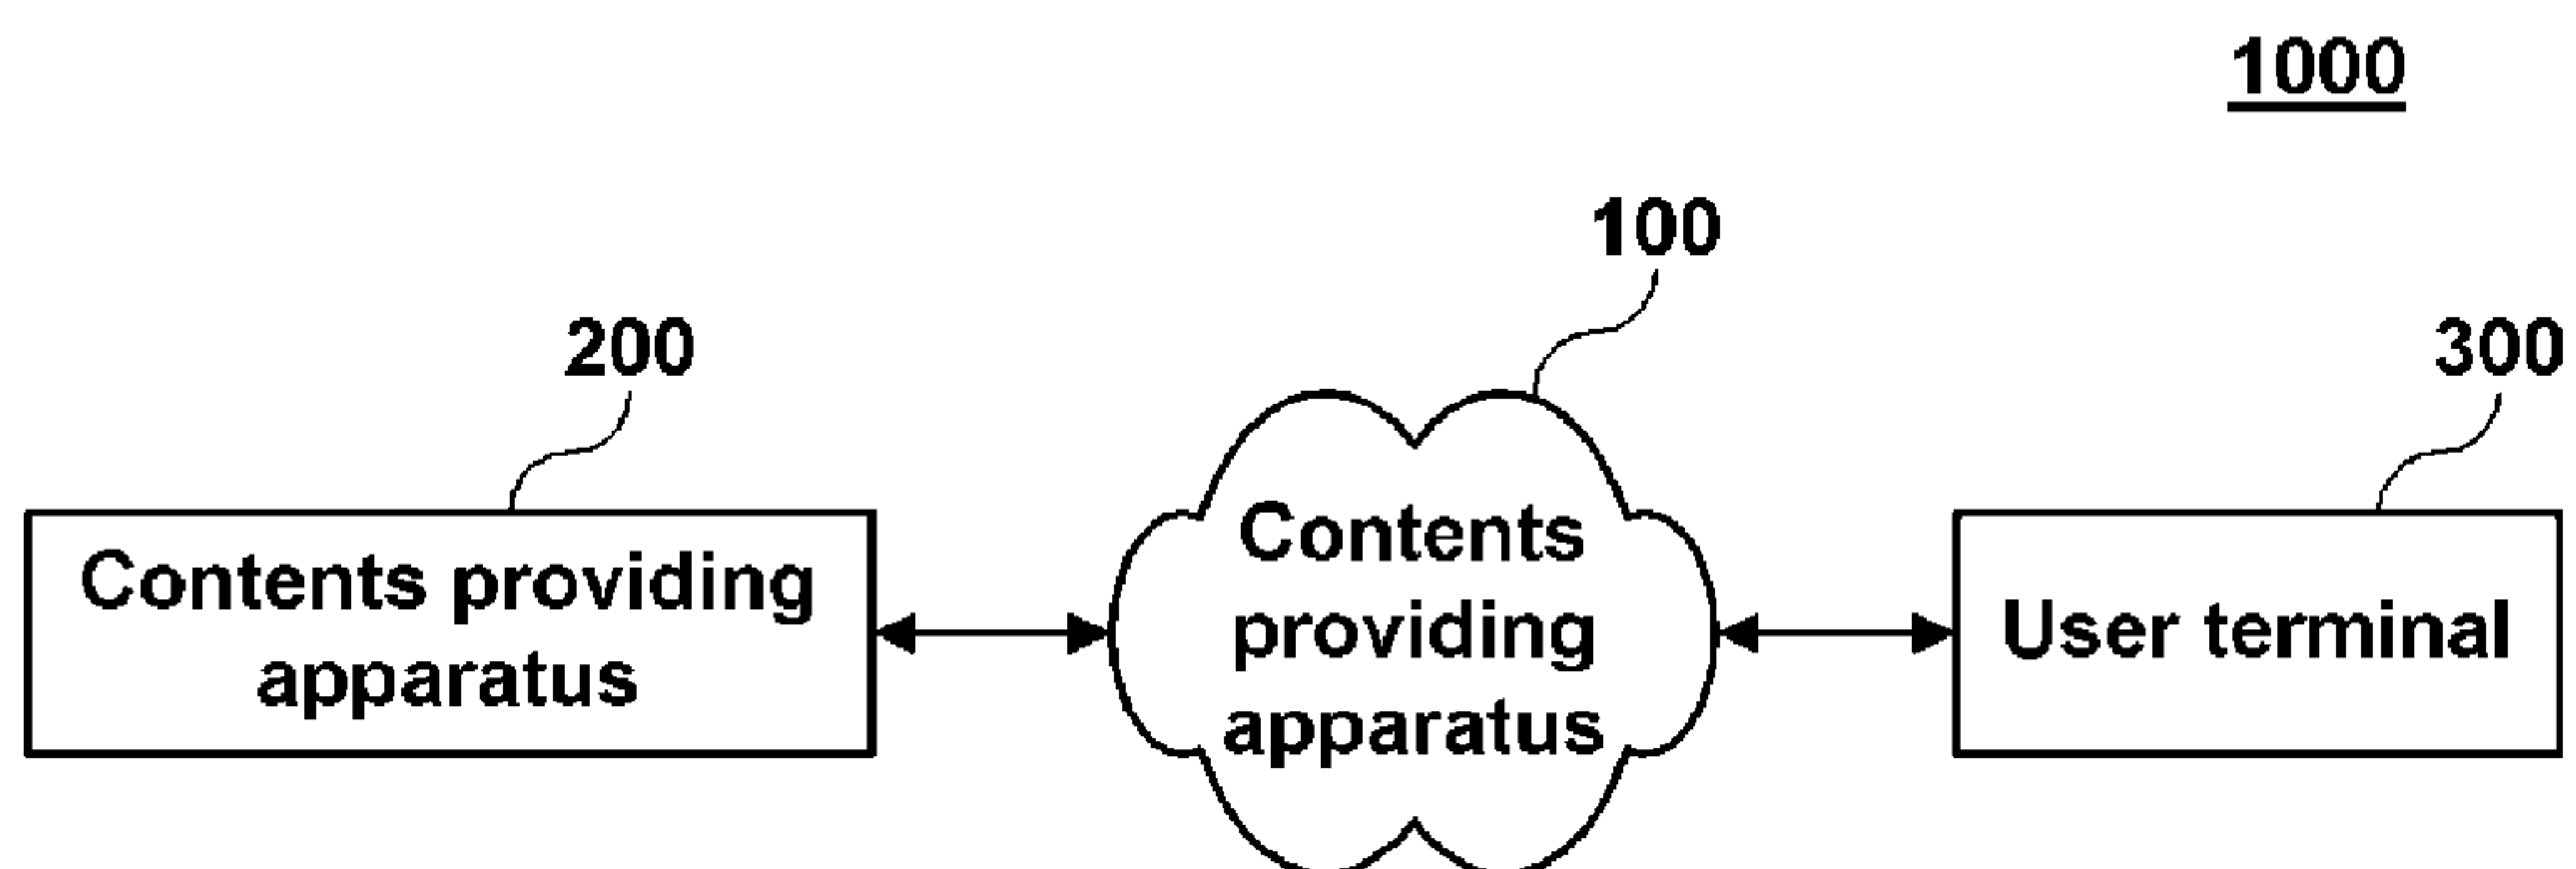 1000
100
200
300
Contents providing
apparatus
Contents
providing
apparatus
User terminal